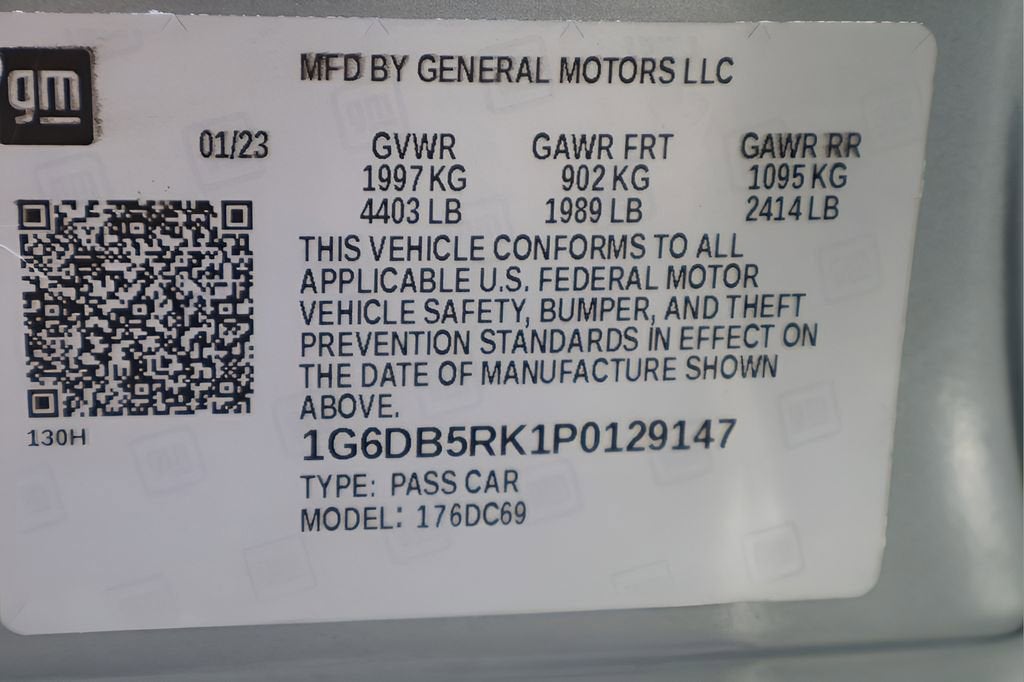 gm
MFD BY GENERAL MOTORS LLC
01/23 GVWR GAWR FRT GAWR RR
1997 KG 902 KG 1095 KG
4403 LB 1989 LB 2414 LB
THIS VEHICLE CONFORMS TO ALL
APPLICABLE U.S. FEDERAL MOTOR
VEHICLE SAFETY, BUMPER, AND THEFT
PREVENTION STANDARDS IN EFFECT ON
THE DATE OF MANUFACTURE SHOWN
ABOVE.
130H
1G6DB5RK1P0129147
TYPE: PASS CAR
MODEL: 176DC69